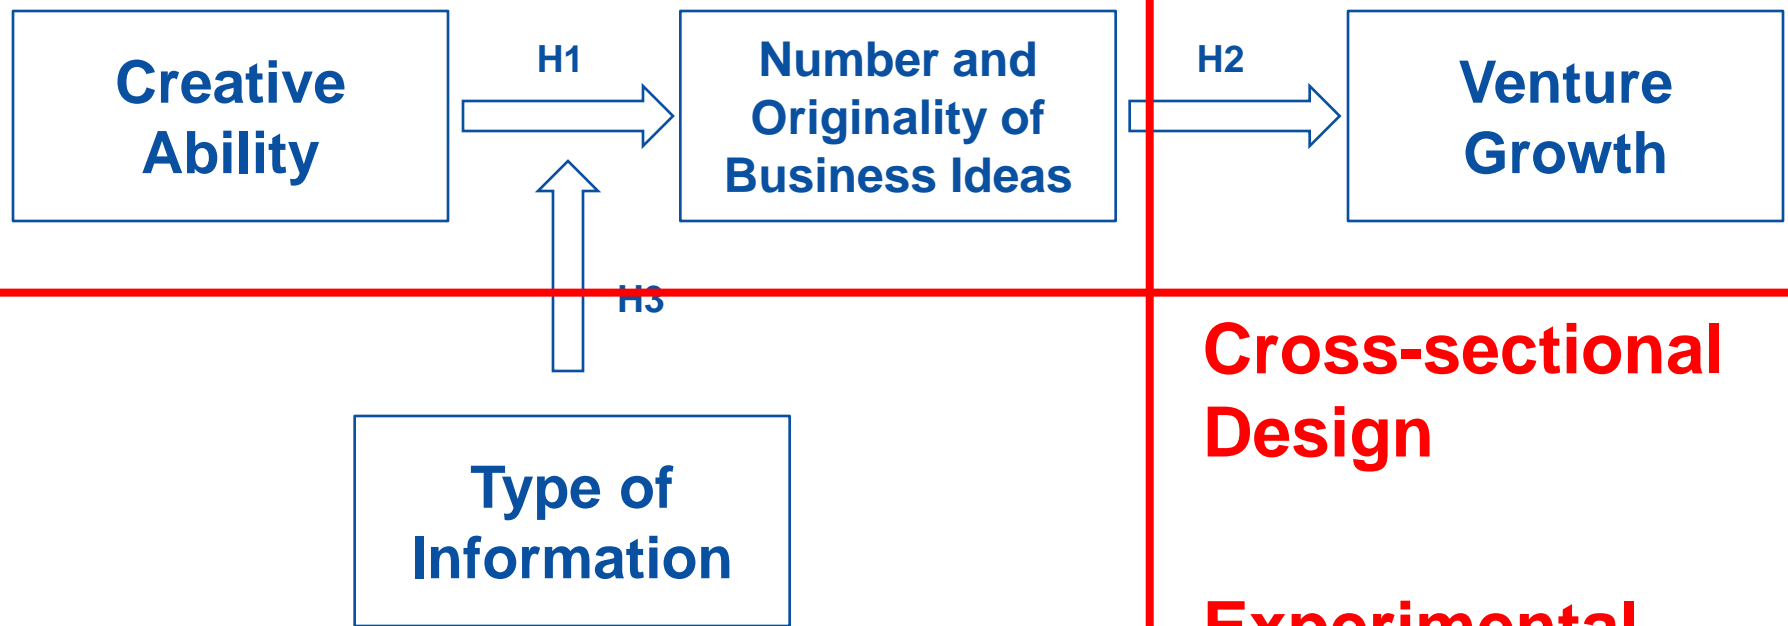 Creative
Ability
H1
Number and
Originality of
Business Ideas
H2
Venture
Growth
H3
Cross-sectional
Design
Type of
Information
Experimental